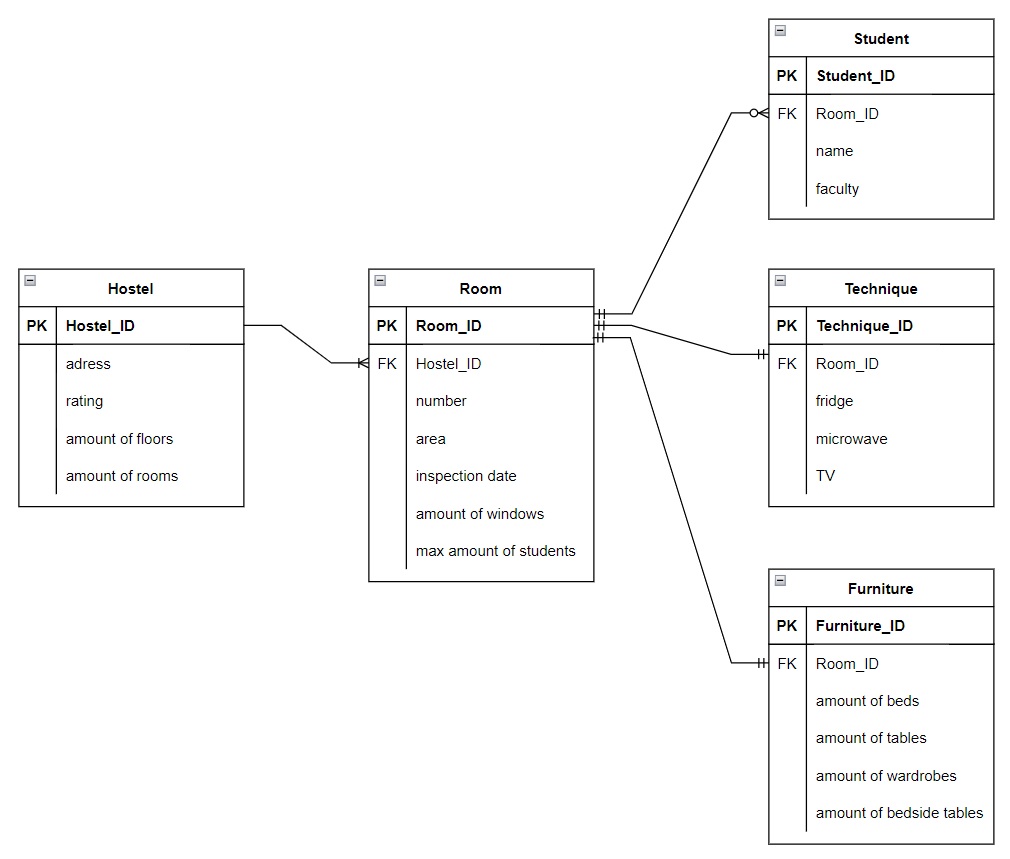 Student
PK Student_ID
FK Room_ID
name
faculty
Hostel
PK Hostel_ID
adress
rating
amount of floors
amount of rooms
Room
PK Room_ID
FK Hostel_ID
number
area
inspection date
amount of windows
max amount of students
Technique
PK Technique_ID
FK Room_ID
fridge
microwave
TV
Furniture
PK Furniture_ID
FK Room_ID
amount of beds
amount of tables
amount of wardrobes
amount of bedside tables